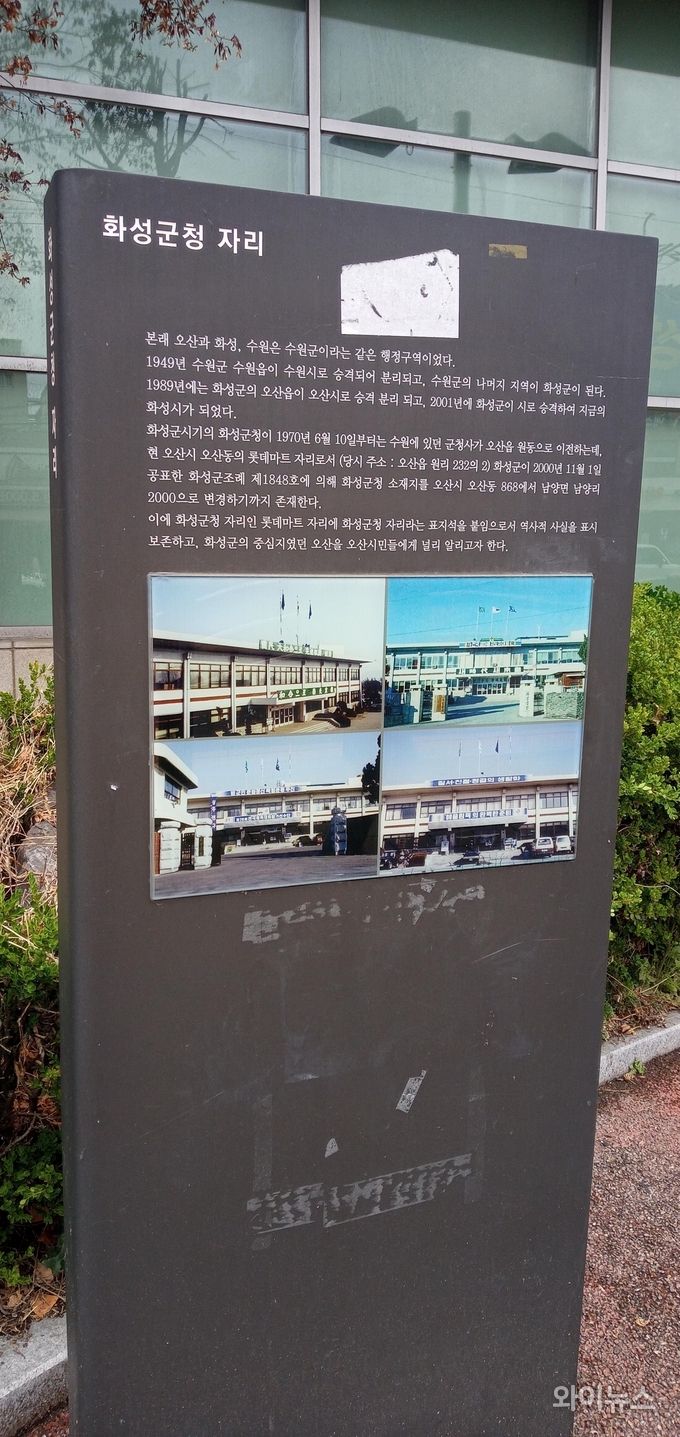 화성군청 자리
본래 오산과 화성, 수원은 수원군이라는 같은 행정구역이었다.
1949년 수원군 수원읍이 수원시로 승격되어 분리되고, 수원군의 나머지 지역이 화성군이 된다.
1989년에는 화성군의 오산읍이 오산시로 승격 분리 되고, 2001년에 화성군이 시로 승격하여 지금의
화성시가 되었다.
화성군시기의 화성군청이 1970년 6월 10일부터는 수원에 있던 군청사가 오산읍 원동으로 이전하는데,
현 오산시 오산동의 롯데마트 자리로서 (당시 주소 : 오산읍 원리 232의 2) 화성군이 2000년 11월 1일
공표한 화성군조례 제1848호에 의해 화성군청 소재지를 오산시 오산동 868에서 남양면 남양리
2000으로 변경하기까지 존재한다.
이에 화성군청 자리인 롯데마트 자리에 화성군청 자리라는 표지석을 붙임으로서 역사적 사실을 표시
보존하고, 화성군의 중심지였던 오산을 오산시민들에게 널리 알리고자 한다.
화성군청 자리
질서·친절·청결의 생활화
와이뉴스